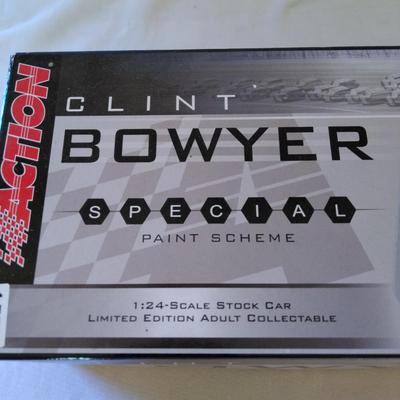 ACTION
CLINT
BOWYER
SPECIAL
PAINT SCHEME
1:24-SCALE STOCK CAR
LIMITED EDITION ADULT COLLECTABLE